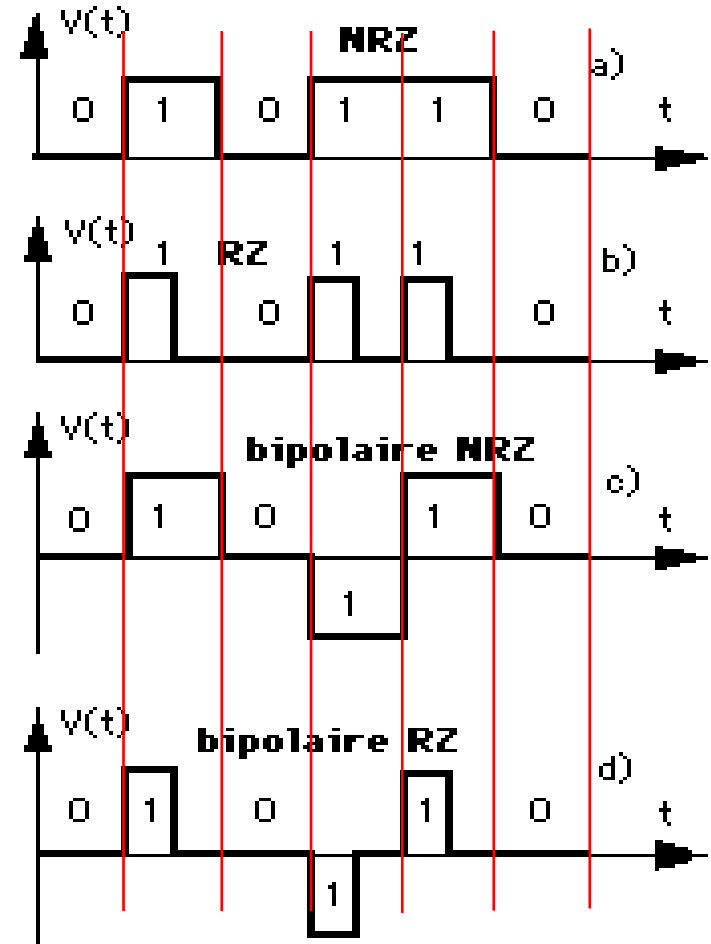 V(t)
NRZ
a)
0 1 0 1 1 0 t
V(t)
1 RZ 1 1
b)
0 0 0 t
V(t)
bipolaire NRZ
c)
0 1 0 1 0 t
1
V(t)
bipolaire RZ
d)
0 1 0 1 0 t
1